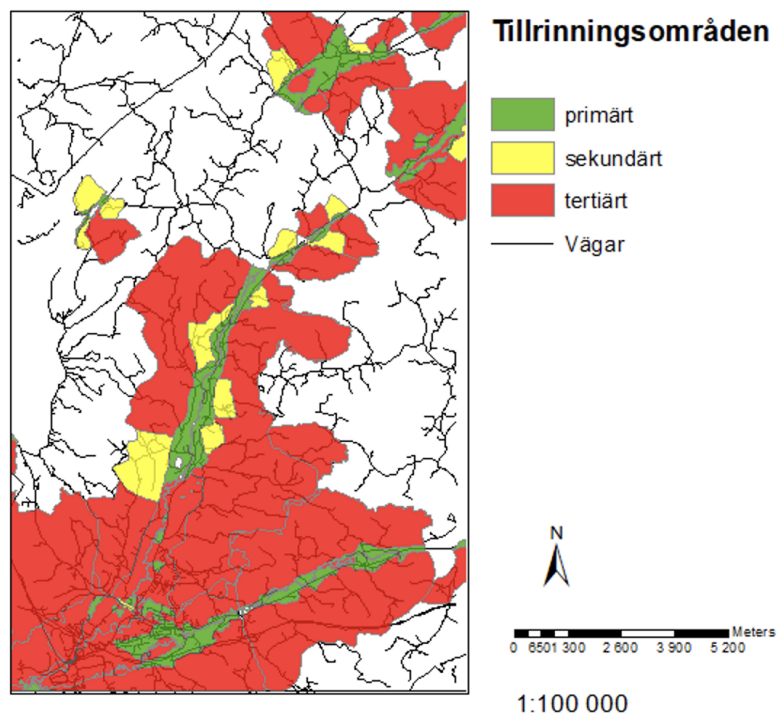 Tillrinningsområden
primärt
sekundärt
tertiärt
Vägar
N
Meters
0 6501 300 2 600 3 900 5 200
1:100 000